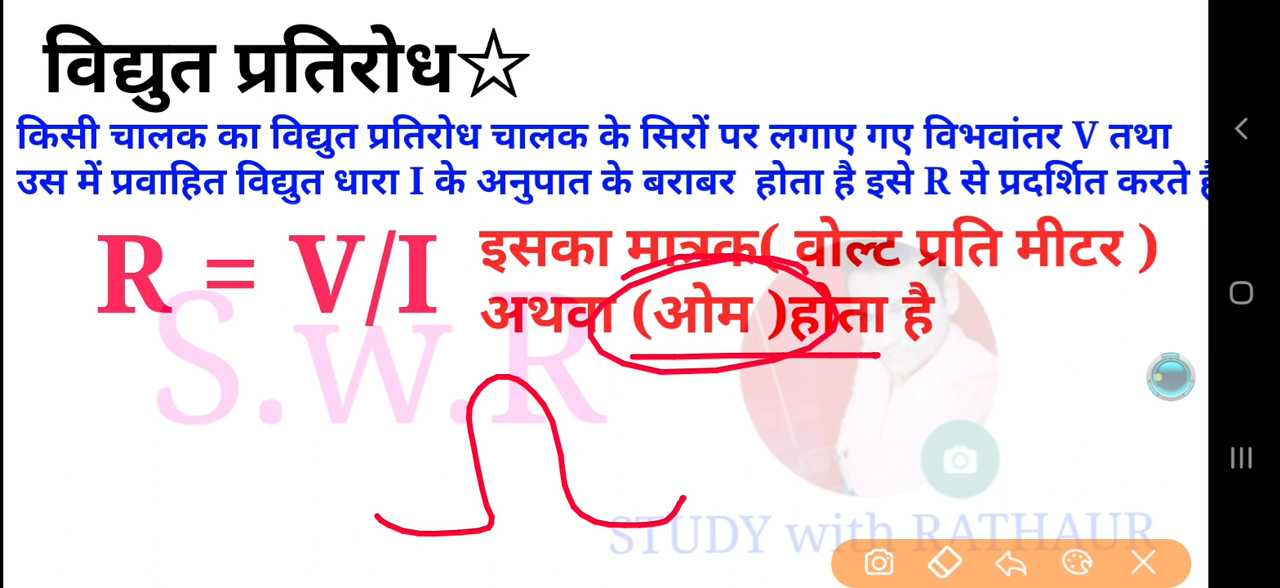 विद्युत प्रतिरोध☆
किसी चालक का विद्युत प्रतिरोध चालक के सिरों पर लगाए गए विभवांतर V तथा
उस में प्रवाहित विद्युत धारा I के अनुपात के बराबर होता है इसे R से प्रदर्शित करते है
R = V/I
इसका मात्रक( वोल्ट प्रति मीटर )
अथवा (ओम )होता है
S.W.R
Ω
STUDY with RATHAUR